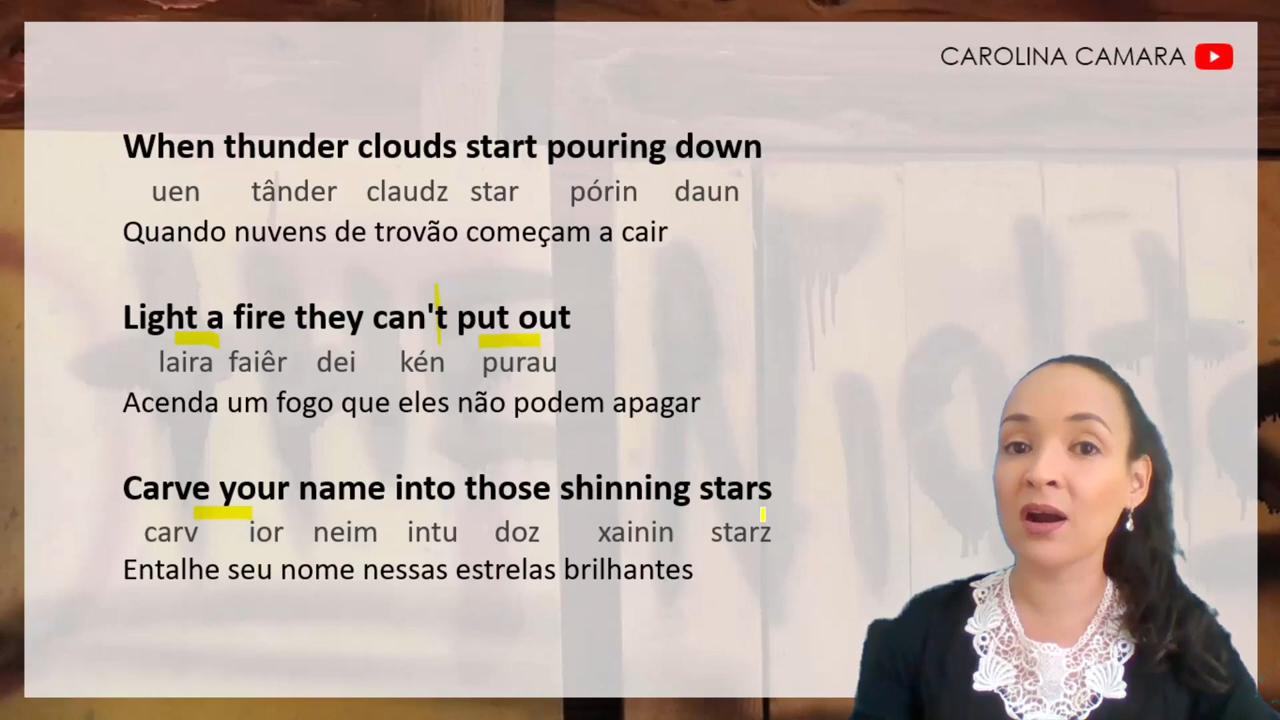 CAROLINA CAMARA
When thunder clouds start pouring down
uen tânder claudz star pórin daun
Quando nuvens de trovão começam a cair
Light a fire they can't put out
laira faiêr dei kén purau
Acenda um fogo que eles não podem apagar
Carve your name into those shinning stars
carv ior neim intu doz xainin starz
Entalhe seu nome nessas estrelas brilhantes